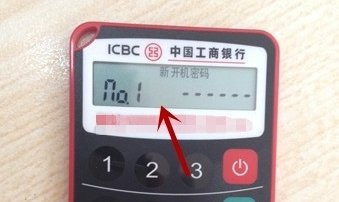 ICBC 中国工商银行
新开机密码
No.1 ------
1 2 3